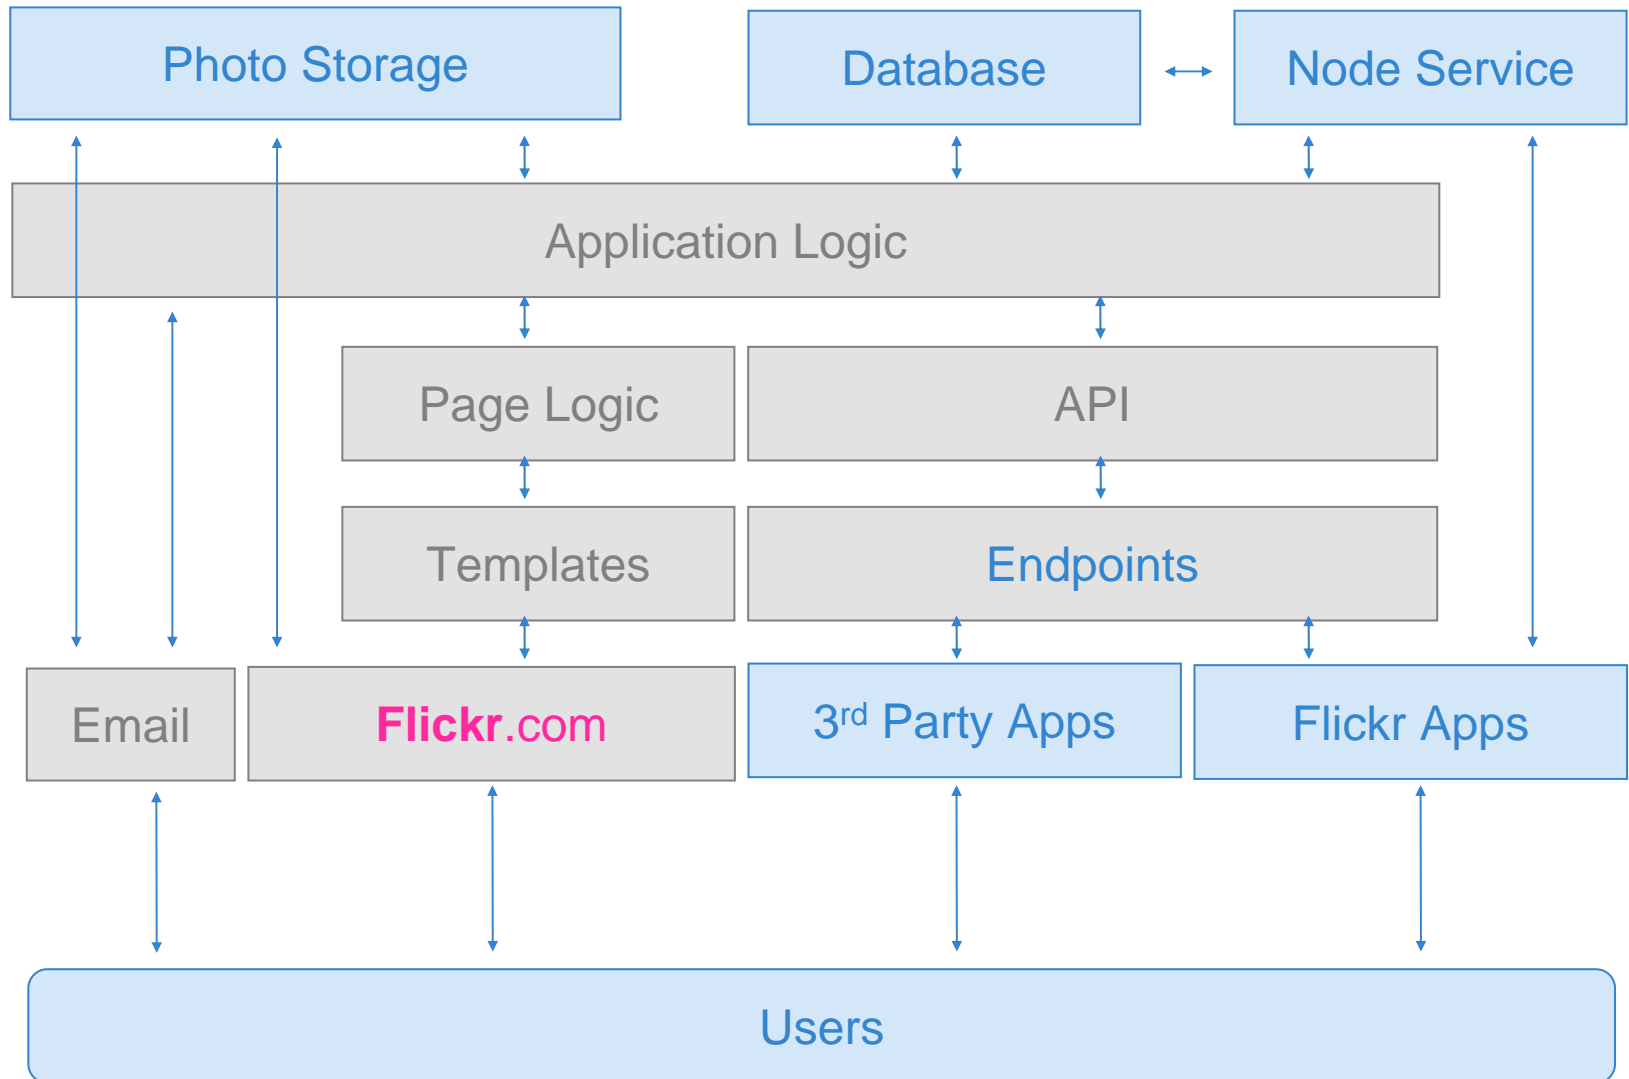 Photo Storage
Database
Node Service
Application Logic
Page Logic
API
Templates
Endpoints
Email
Flickr.com
3rd Party Apps
Flickr Apps
Users